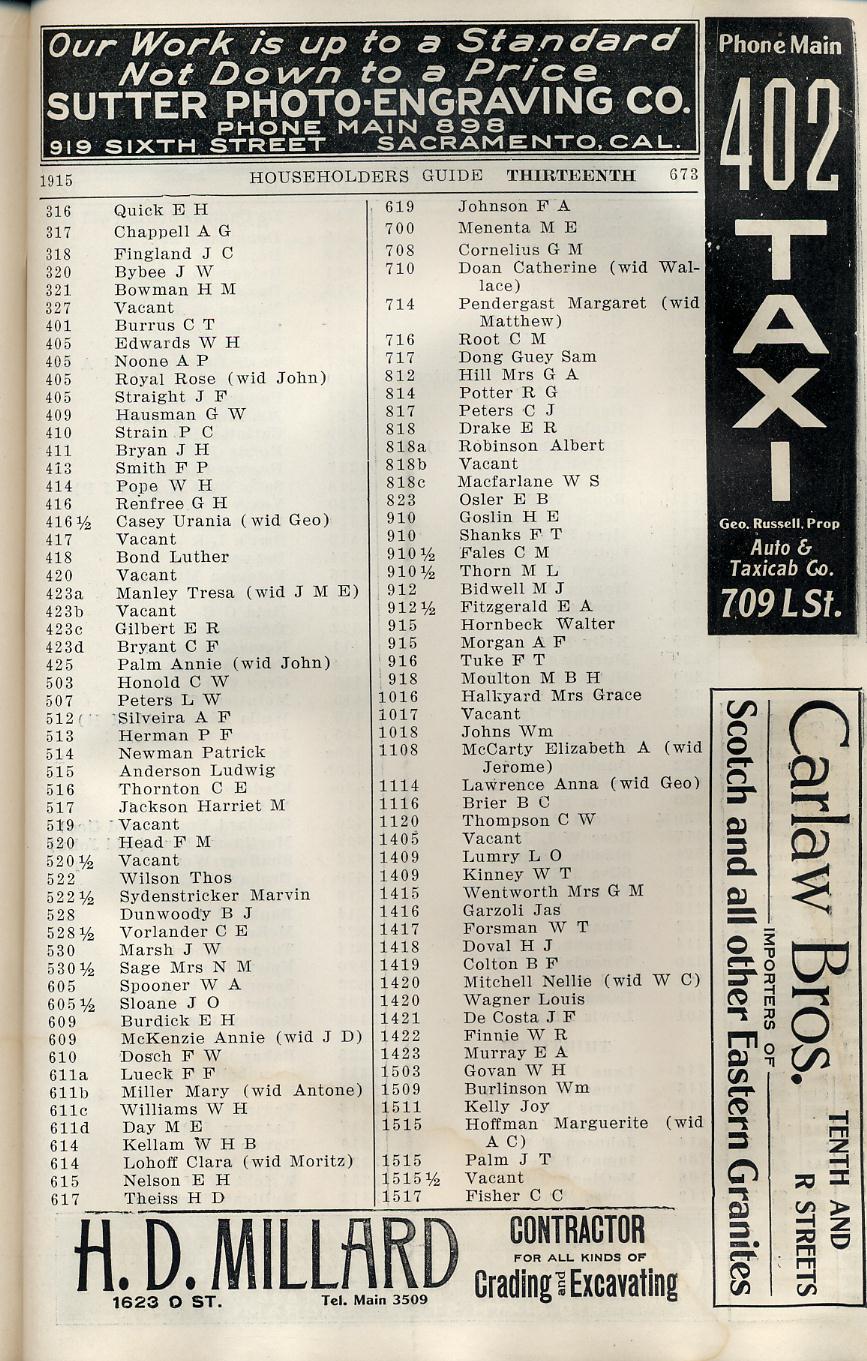 Our Work is up to a Standard
Not Down to a Price
SUTTER PHOTO-ENGRAVING CO.
PHONE MAIN 898
919 SIXTH STREET SACRAMENTO, CAL.
1915 HOUSEHOLDERS GUIDE THIRTEENTH 673
316 Quick E H
317 Chappell A G
318 Fingland J C
320 Bybee J W
321 Bowman H M
327 Vacant
401 Burrus C T
405 Edwards W H
405 Noone A P
405 Royal Rose (wid John)
405 Straight J F
409 Hausman G W
410 Strain P C
411 Bryan J H
413 Smith F P
414 Pope W H
416 Renfree G H
416½ Casey Urania (wid Geo)
417 Vacant
418 Bond Luther
420 Vacant
423a Manley Tresa (wid J M E)
423b Vacant
423c Gilbert E R
423d Bryant C F
425 Palm Annie (wid John)
503 Honold C W
507 Peters L W
512 Silveira A F
513 Herman P F
514 Newman Patrick
515 Anderson Ludwig
516 Thornton C E
517 Jackson Harriet M
519 Vacant
520 Head F M
520½ Vacant
522 Wilson Thos
522½ Sydenstricker Marvin
528 Dunwoody B J
528½ Vorlander C E
530 Marsh J W
530½ Sage Mrs N M
605 Spooner W A
605½ Sloane J O
609 Burdick E H
609 McKenzie Annie (wid J D)
610 Dosch F W
611a Lueck F F
611b Miller Mary (wid Antone)
611c Williams W H
611d Day M E
614 Kellam W H B
614 Lohoff Clara (wid Moritz)
615 Nelson E H
617 Theiss H D
619 Johnson F A
700 Menenta M E
708 Cornelius G M
710 Doan Catherine (wid Wal-
lace)
714 Pendergast Margaret (wid
Matthew)
716 Root C M
717 Dong Guey Sam
812 Hill Mrs G A
814 Potter R G
817 Peters C J
818 Drake E R
818a Robinson Albert
818b Vacant
818c Macfarlane W S
823 Osler E B
910 Goslin H E
910 Shanks F T
910½ Fales C M
910½ Thorn M L
912 Bidwell M J
912½ Fitzgerald E A
915 Hornbeck Walter
915 Morgan A F
916 Tuke F T
918 Moulton M B H
1016 Halkyard Mrs Grace
1017 Vacant
1018 Johns Wm
1108 McCarty Elizabeth A (wid
Jerome)
1114 Lawrence Anna (wid Geo)
1116 Brier B C
1120 Thompson C W
1405 Vacant
1409 Lumry L O
1409 Kinney W T
1415 Wentworth Mrs G M
1416 Garzoli Jas
1417 Forsman W T
1418 Doval H J
1419 Colton B F
1420 Mitchell Nellie (wid W C)
1420 Wagner Louis
1421 De Costa J F
1422 Finnie W R
1423 Murray E A
1503 Govan W H
1509 Burlinson Wm
1511 Kelly Joy
1515 Hoffman Marguerite (wid
A C)
1515 Palm J T
1515½ Vacant
1517 Fisher C C
Phone Main
402
TAXI
Geo. Russell, Prop
Auto &
Taxicab Co.
709 L St.
Carlaw Bros.
TENTH AND
R STREETS
IMPORTERS OF
Scotch and all other Eastern Granites
H. D. MILLARD
1623 O ST. Tel. Main 3509
CONTRACTOR
FOR ALL KINDS OF
Grading and Excavating